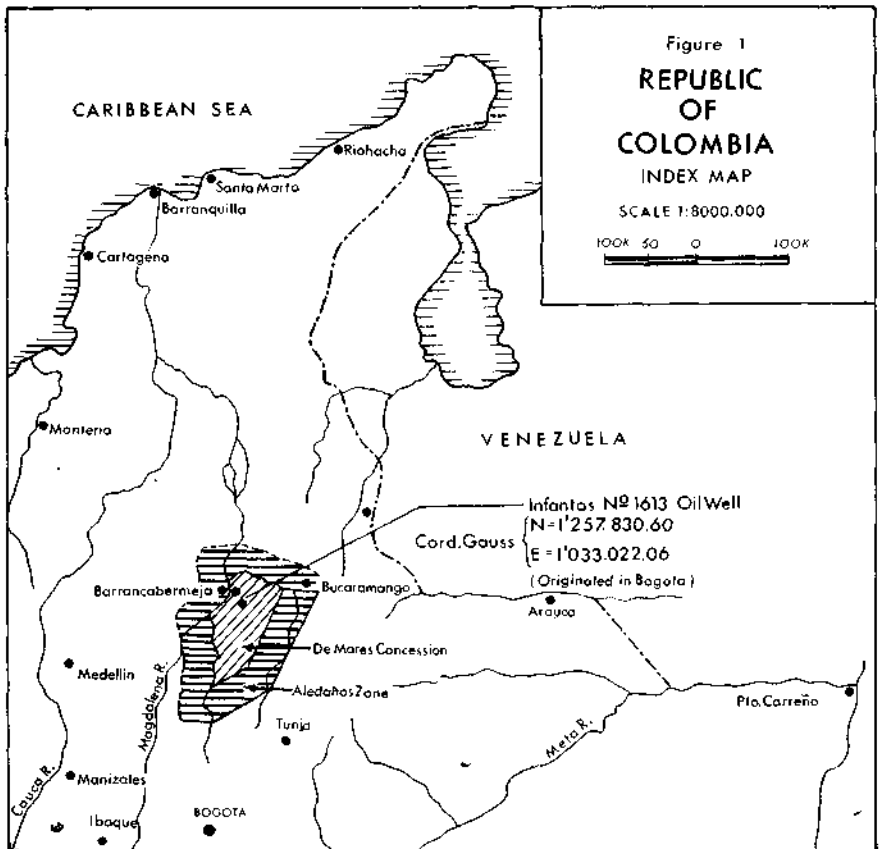 Figure 1
REPUBLIC
OF
COLOMBIA
INDEX MAP
SCALE 1:8000.000
100K 50 0 100K
CARIBBEAN SEA
Riohacha
Santa Marta
Barranquilla
Cartagena
Monteria
VENEZUELA
Infantas Nº 1613 Oil Well
Cord. Gauss
N=1'257.830.60
E=1'033.022.06
(Originated in Bogota)
Barrancabermeja
Bucaramango
Arauca
De Mares Concession
Medellin
Magdalena R.
Aledaños Zone
Pto. Carreño
Tunja
Meta R.
Manizales
Cauca R.
Ibaque
BOGOTA